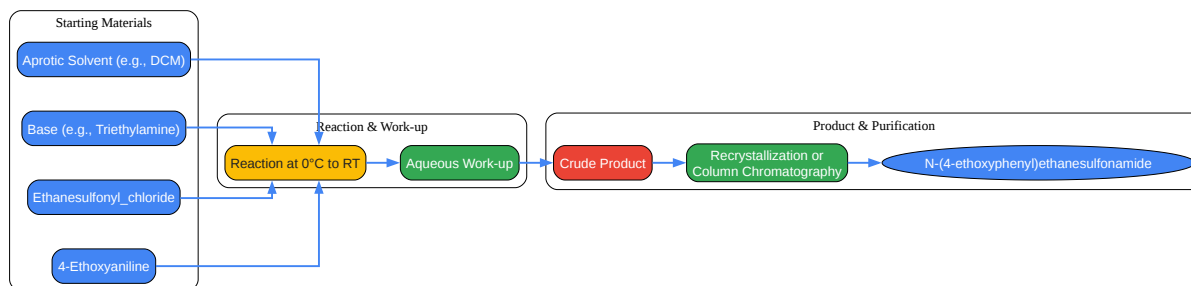 Starting Materials
Aprotic Solvent (e.g., DCM)
Base (e.g., Triethylamine)
Ethanesulfonyl_chloride
4-Ethoxyaniline
Reaction & Work-up
Reaction at 0°C to RT
Aqueous Work-up
Product & Purification
Crude Product
Recrystallization or
Column Chromatography
N-(4-ethoxyphenyl)ethanesulfonamide